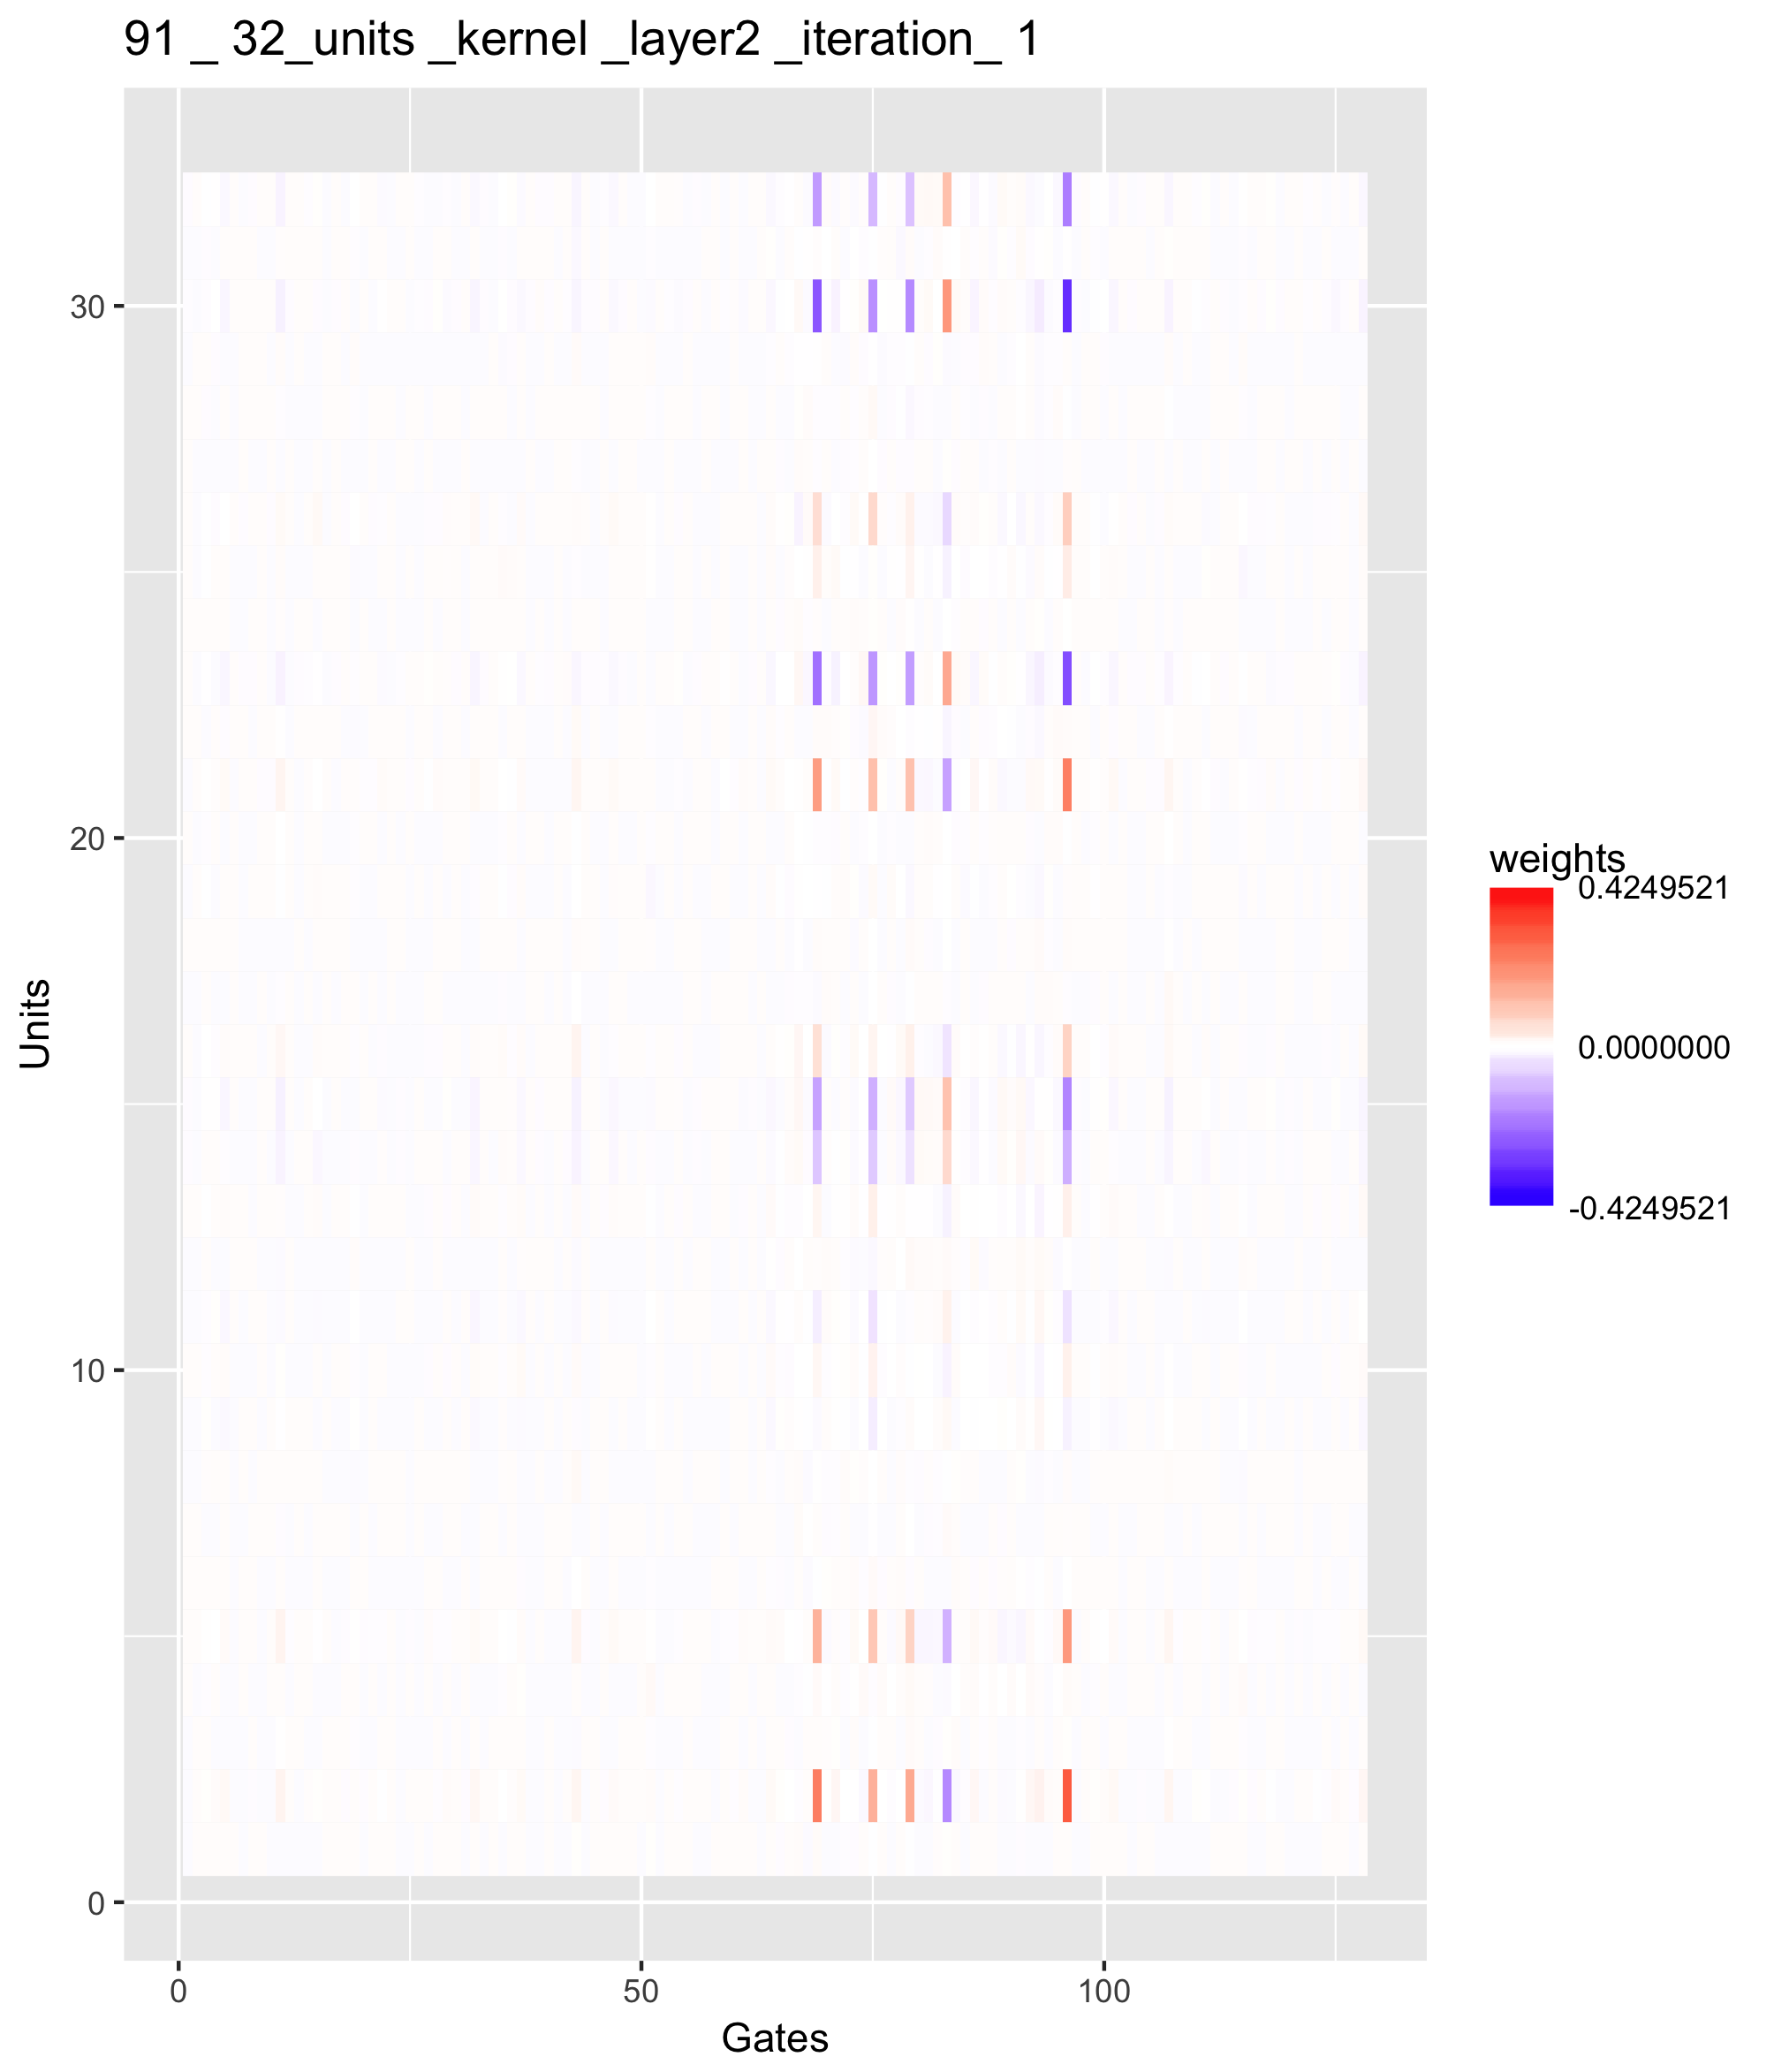 91 _ 32_units _kernel _layer2 _iteration_ 1
30
20
10
0
0 50 100
Gates
Units
weights
0.4249521
0.0000000
-0.4249521